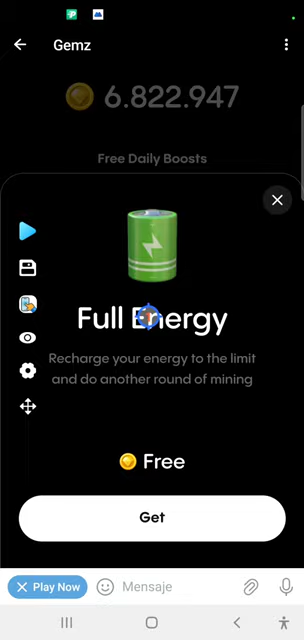 Gemz
6.822.947
Free Daily Boosts
Full Energy
Recharge your energy to the limit
and do another round of mining
Free
Get
Play Now
Mensaje